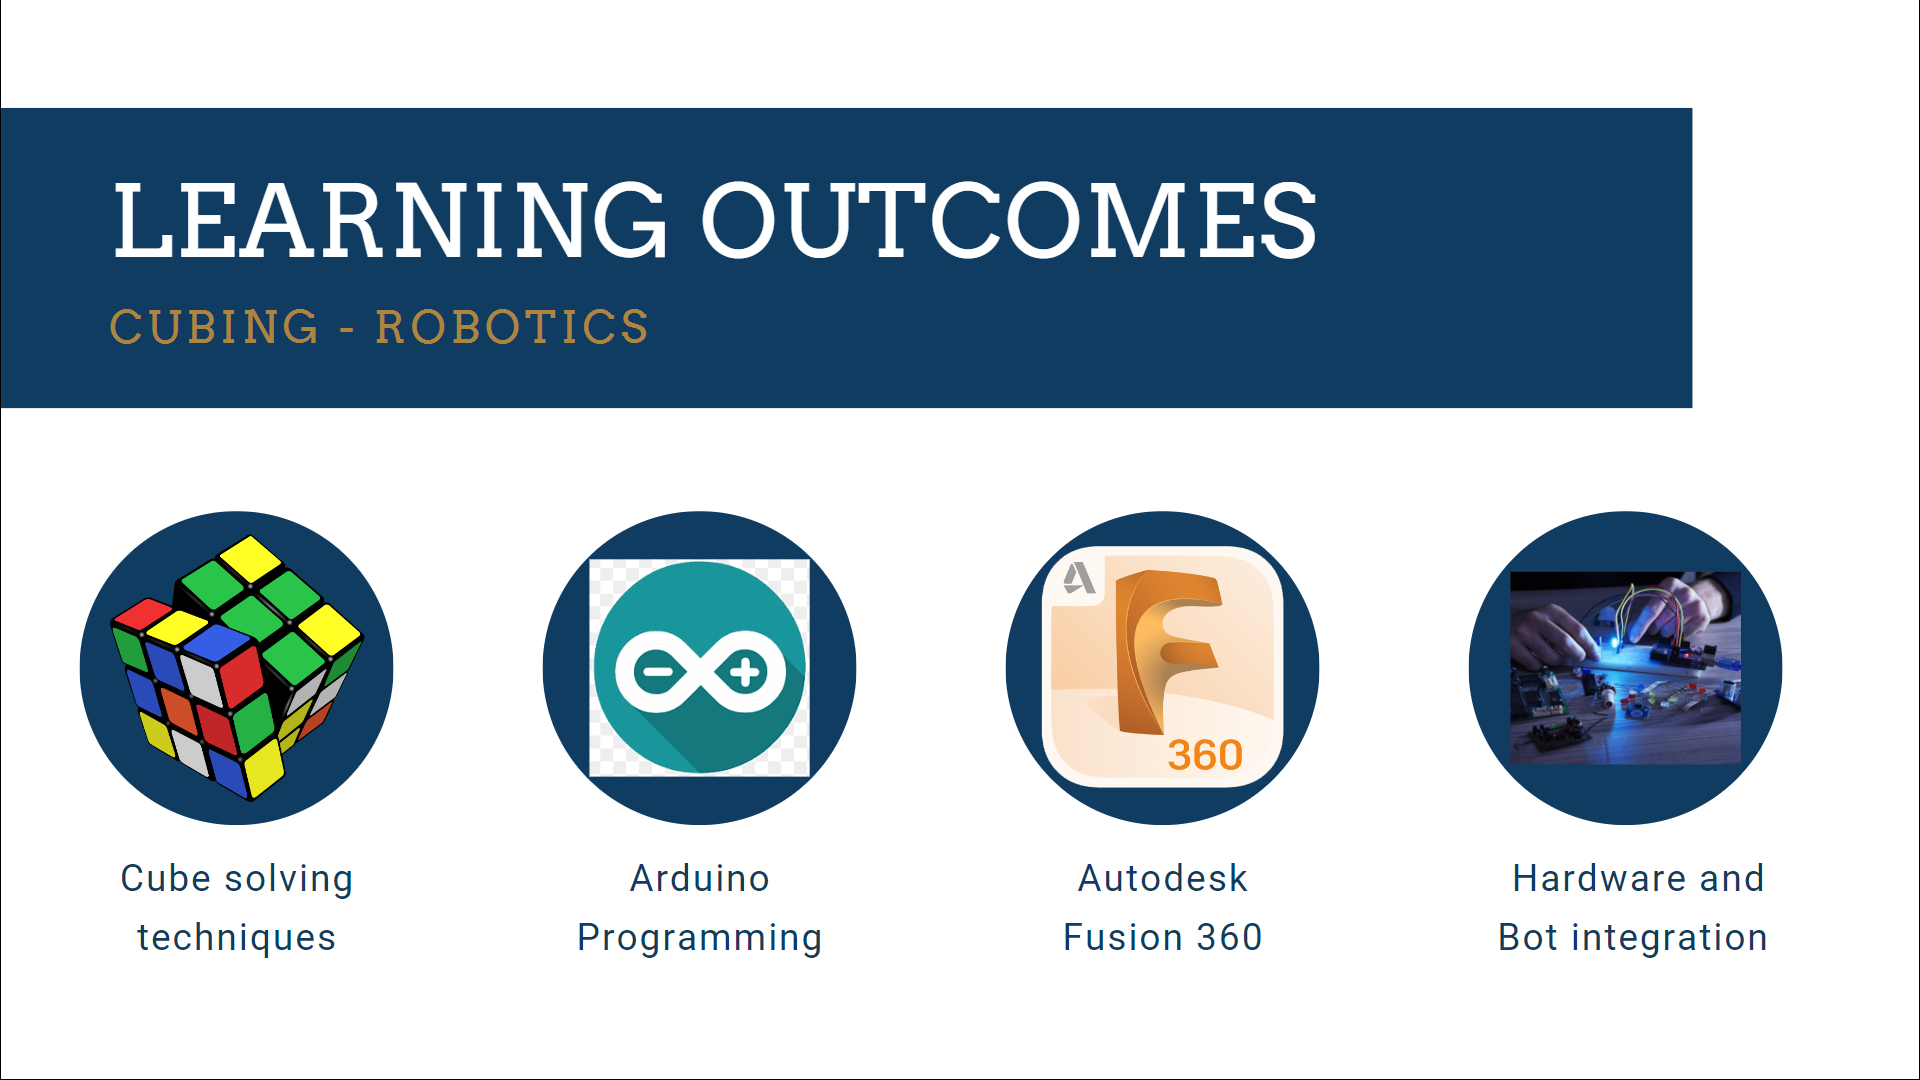 LEARNING OUTCOMES
CUBING - ROBOTICS
360
Cube solving
techniques
Arduino
Programming
Autodesk
Fusion 360
Hardware and
Bot integration